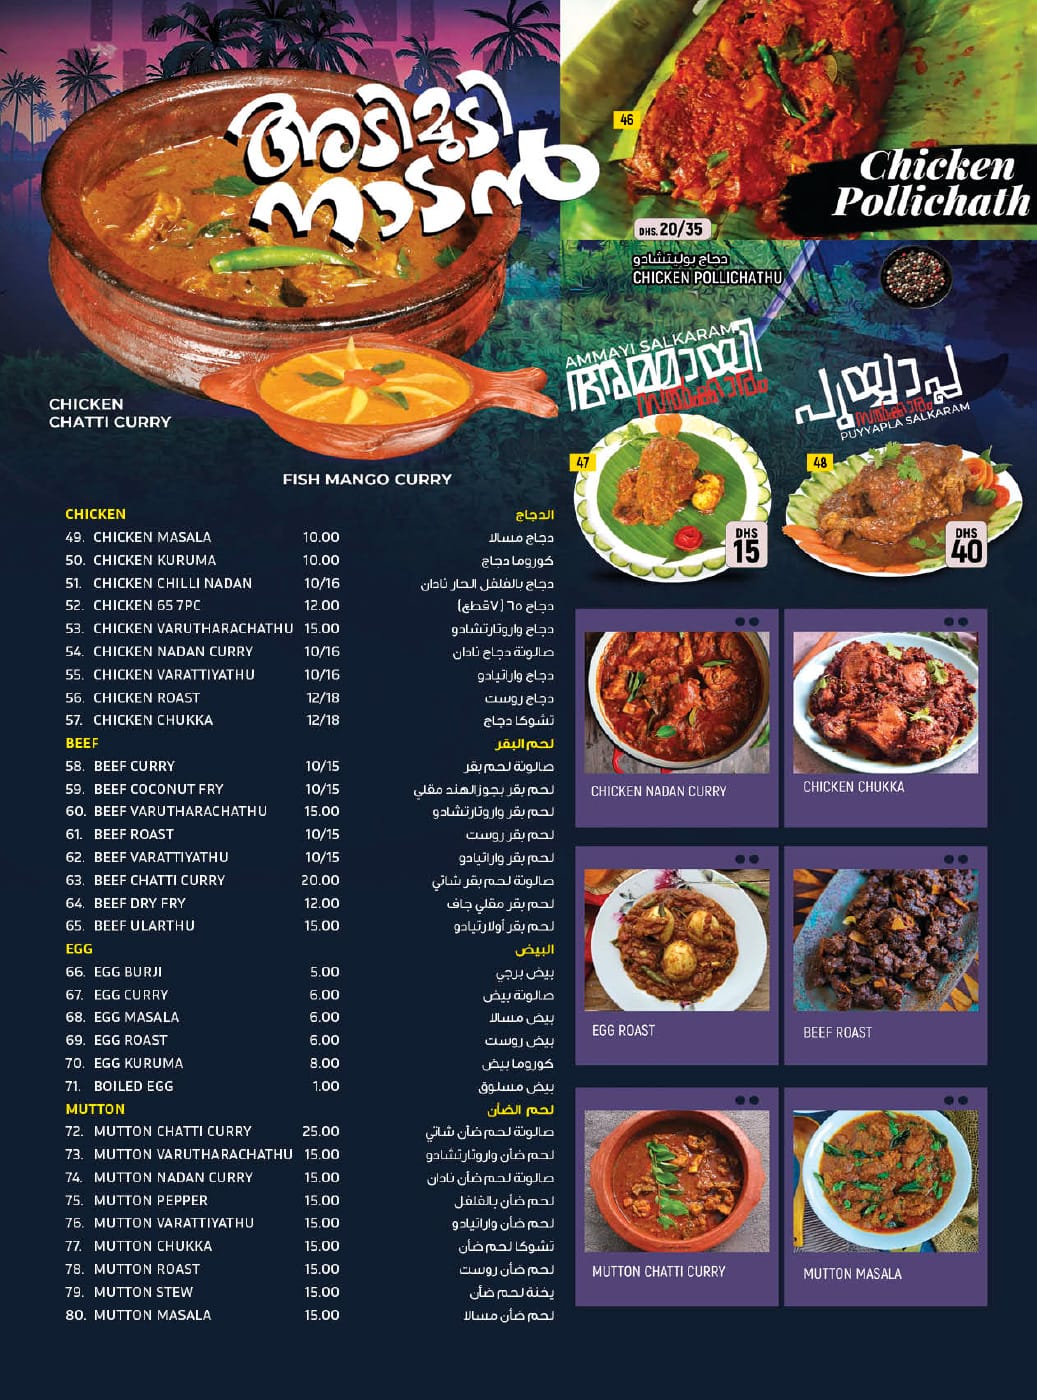 അടിമുടി
നാടൻ
46
Chicken
Pollichath
DHS. 20/35
دجاج بوليتشادو
CHICKEN POLLICHATHU
AMMAYI SALKARAM
അമ്മായി
സൽക്കാരം
പുയ്യാപ്ല
സൽക്കാരം
PUYYAPLA SALKARAM
CHICKEN
CHATTI CURRY
FISH MANGO CURRY
47
DHS
15
48
DHS
40
CHICKEN الدجاج
49. CHICKEN MASALA 10.00 دجاج مسالا
50. CHICKEN KURUMA 10.00 كوروما دجاج
51. CHICKEN CHILLI NADAN 10/16 دجاج بالفلفل الحار نادان
52. CHICKEN 65 7PC 12.00 دجاج ٦٥ (٧قطع)
53. CHICKEN VARUTHARACHATHU 15.00 دجاج واروتارتشادو
54. CHICKEN NADAN CURRY 10/16 صالونة دجاج نادان
55. CHICKEN VARATTIYATHU 10/16 دجاج واراتيادو
56. CHICKEN ROAST 12/18 دجاج روست
57. CHICKEN CHUKKA 12/18 تشوكا دجاج
BEEF لحم البقر
58. BEEF CURRY 10/15 صالونة لحم بقر
59. BEEF COCONUT FRY 10/15 لحم بقر بجوز الهند مقلي
60. BEEF VARUTHARACHATHU 15.00 لحم بقر واروتارتشادو
61. BEEF ROAST 10/15 لحم بقر روست
62. BEEF VARATTIYATHU 10/15 لحم بقر واراتيادو
63. BEEF CHATTI CURRY 20.00 صالونة لحم بقر شاتي
64. BEEF DRY FRY 12.00 لحم بقر مقلي جاف
65. BEEF ULARTHU 15.00 لحم بقر أولارتيادو
EGG البيض
66. EGG BURJI 5.00 بيض برجي
67. EGG CURRY 6.00 صالونة بيض
68. EGG MASALA 6.00 بيض مسالا
69. EGG ROAST 6.00 بيض روست
70. EGG KURUMA 8.00 كوروما بيض
71. BOILED EGG 1.00 بيض مسلوق
MUTTON لحم الضأن
72. MUTTON CHATTI CURRY 25.00 صالونة لحم ضأن شاتي
73. MUTTON VARUTHARACHATHU 15.00 لحم ضأن واروتارتشادو
74. MUTTON NADAN CURRY 15.00 صالونة لحم ضأن نادان
75. MUTTON PEPPER 15.00 لحم ضأن بالفلفل
76. MUTTON VARATTIYATHU 15.00 لحم ضأن واراتيادو
77. MUTTON CHUKKA 15.00 تشوكا لحم ضأن
78. MUTTON ROAST 15.00 لحم ضأن روست
79. MUTTON STEW 15.00 يخنة لحم ضأن
80. MUTTON MASALA 15.00 لحم ضأن مسالا
CHICKEN NADAN CURRY
CHICKEN CHUKKA
EGG ROAST
BEEF ROAST
MUTTON CHATTI CURRY
MUTTON MASALA